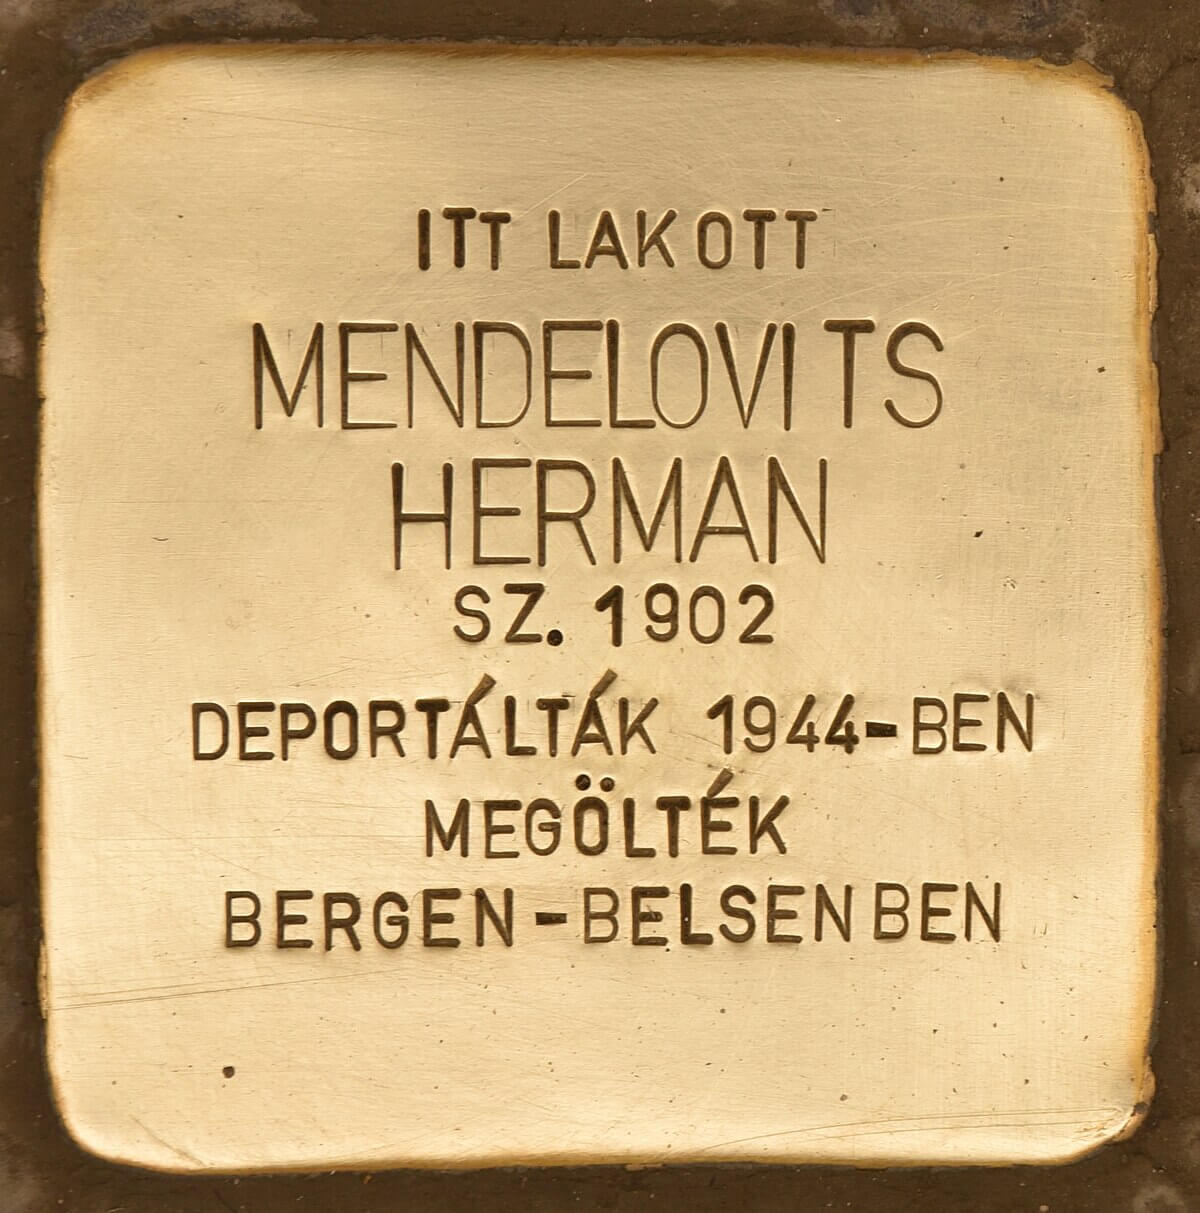 ITT LAKOTT
MENDELOVITS
HERMAN
SZ. 1902
DEPORTÁLTÁK 1944-BEN
MEGÖLTÉK
BERGEN-BELSENBEN